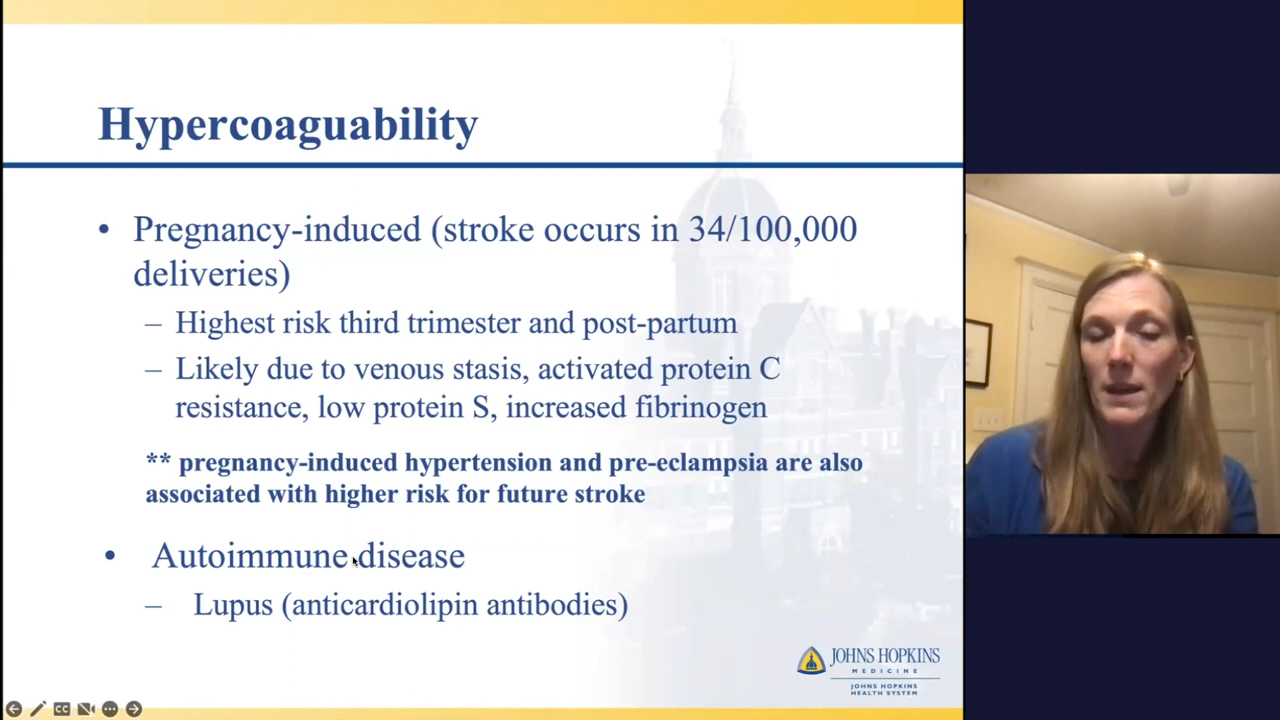 Hypercoaguability
• Pregnancy-induced (stroke occurs in 34/100,000
deliveries)
– Highest risk third trimester and post-partum
– Likely due to venous stasis, activated protein C
resistance, low protein S, increased fibrinogen
** pregnancy-induced hypertension and pre-eclampsia are also
associated with higher risk for future stroke
• Autoimmune disease
– Lupus (anticardiolipin antibodies)
JOHNS HOPKINS
MEDICINE
JOHNS HOPKINS
HEALTH SYSTEM
CC